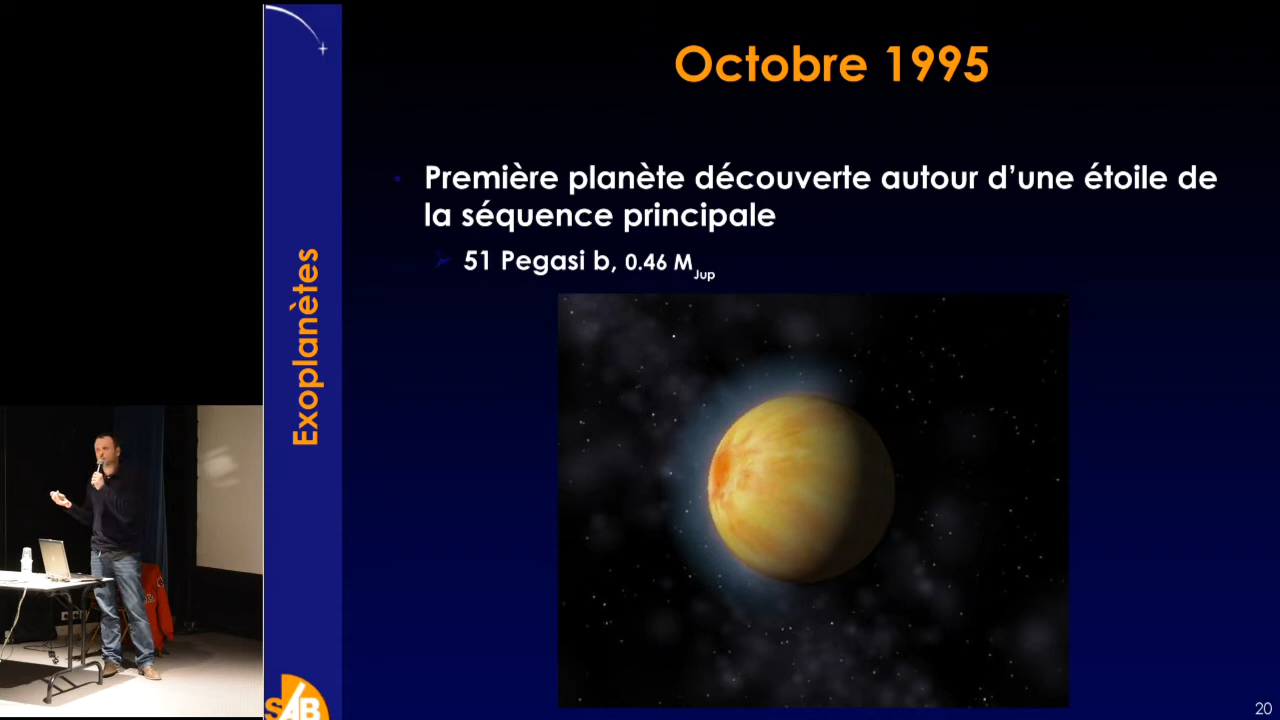 Octobre 1995
Première planète découverte autour d’une étoile de
la séquence principale
51 Pegasi b, 0.46 MJup
Exoplanètes
SAB
20